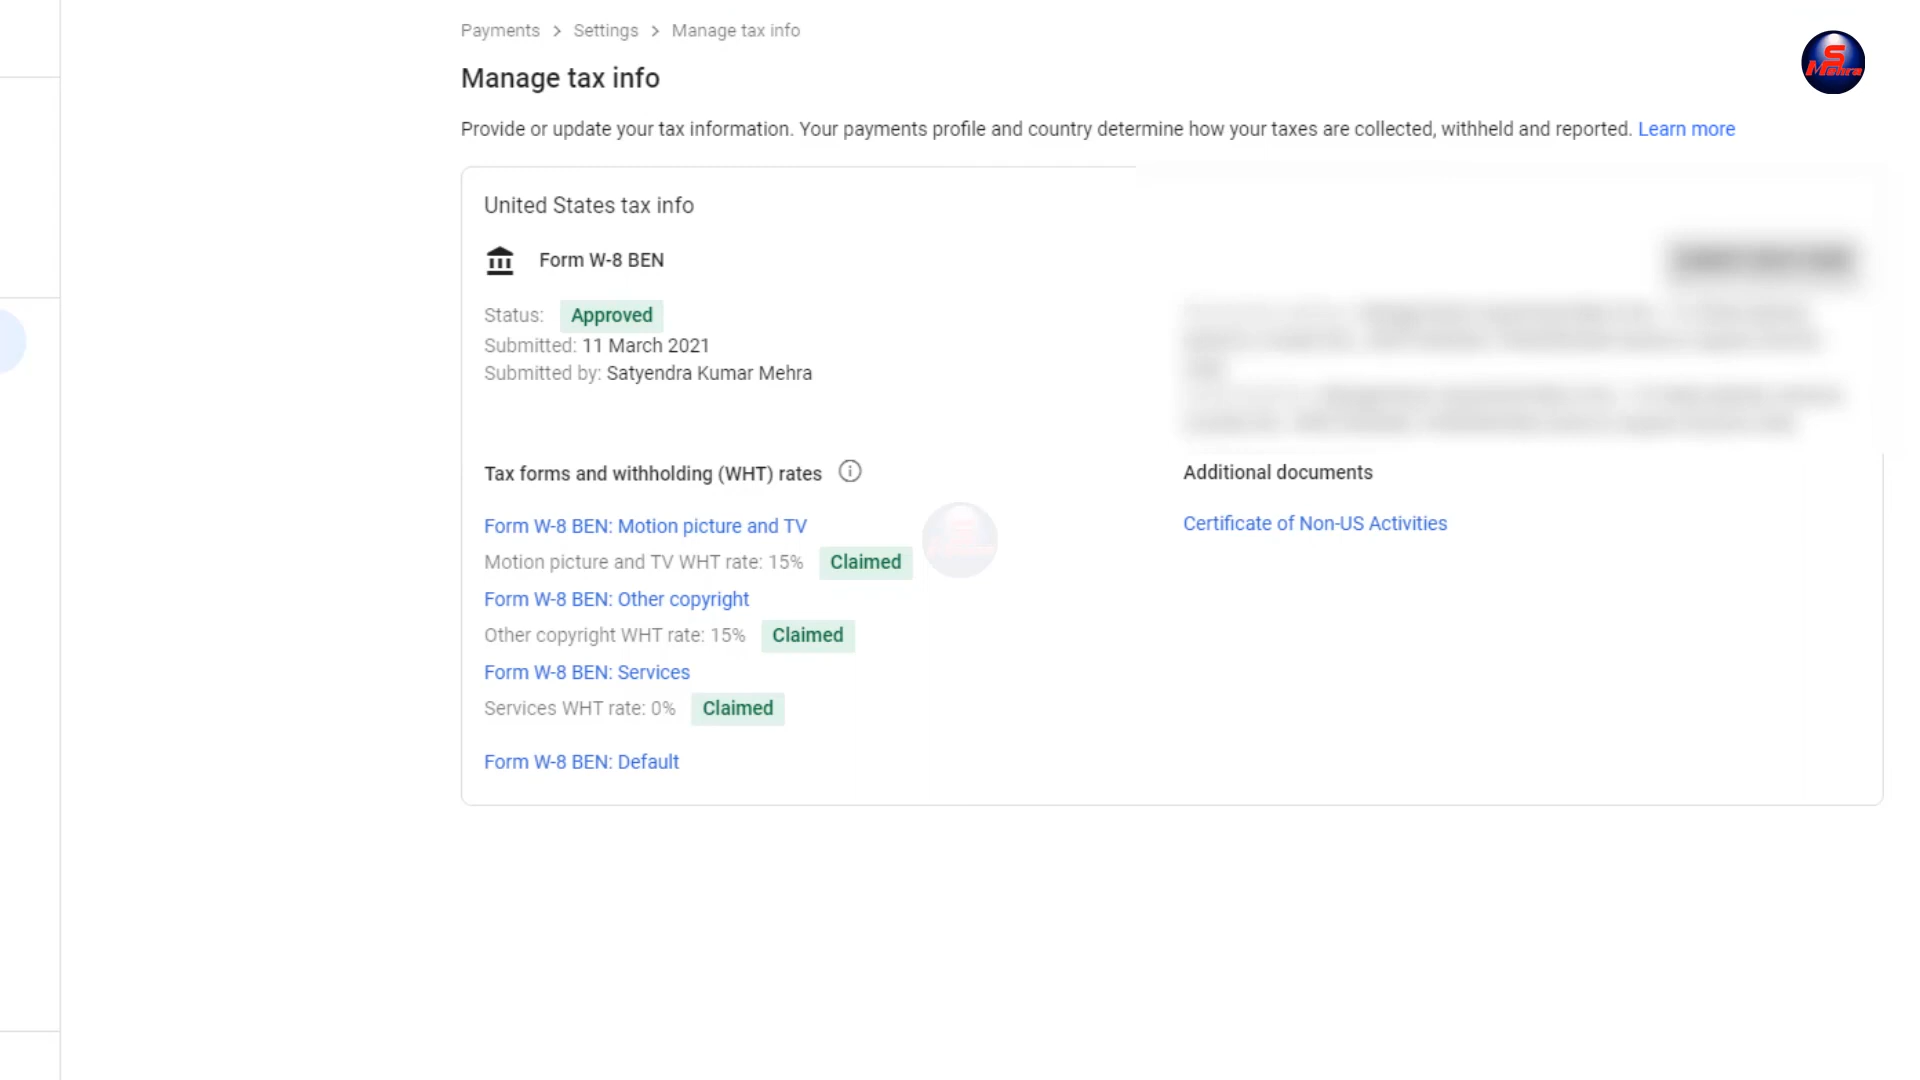 Payments > Settings > Manage tax info
Manage tax info
Provide or update your tax information. Your payments profile and country determine how your taxes are collected, withheld and reported. Learn more
United States tax info
Form W-8 BEN
Status: Approved
Submitted: 11 March 2021
Submitted by: Satyendra Kumar Mehra
Tax forms and withholding (WHT) rates
Form W-8 BEN: Motion picture and TV
Motion picture and TV WHT rate: 15% Claimed
Form W-8 BEN: Other copyright
Other copyright WHT rate: 15% Claimed
Form W-8 BEN: Services
Services WHT rate: 0% Claimed
Form W-8 BEN: Default
Additional documents
Certificate of Non-US Activities
S
Mehra